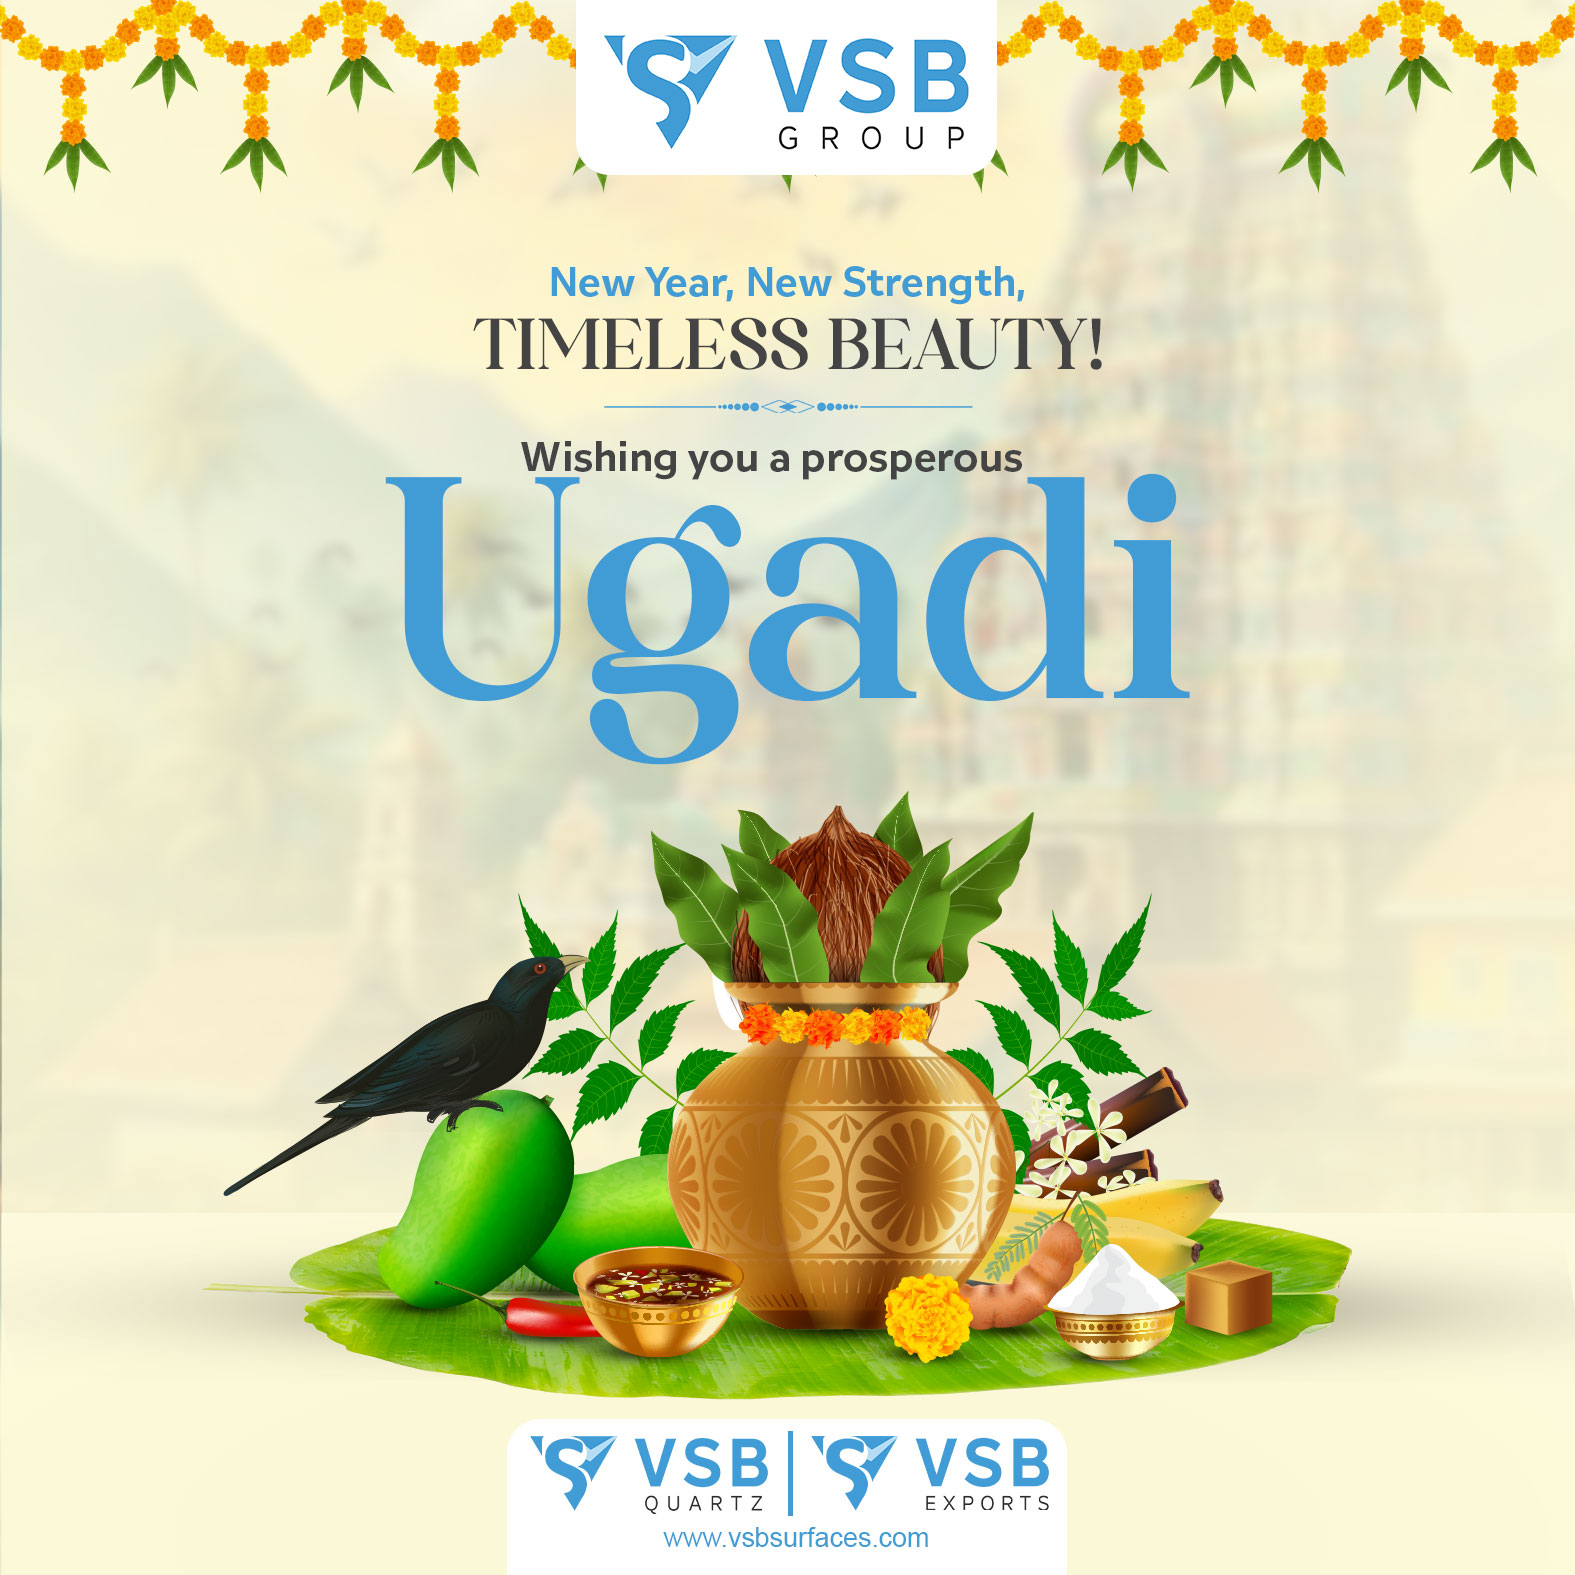 VSB
GROUP
New Year, New Strength,
TIMELESS BEAUTY!
Wishing you a prosperous
Ugadi
VSB QUARTZ | VSB EXPORTS
www.vsbsurfaces.com